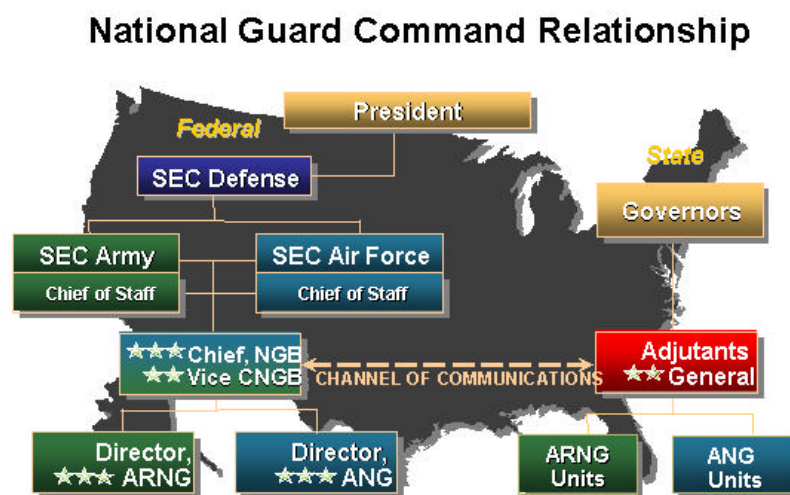 National Guard Command Relationship
President
Federal
State
SEC Defense
Governors
SEC Army
SEC Air Force
Chief of Staff
Chief of Staff
Chief, NGB
Vice CNGB
CHANNEL OF COMMUNICATIONS
Adjutants
General
Director,
ARNG
Director,
ANG
ARNG
Units
ANG
Units